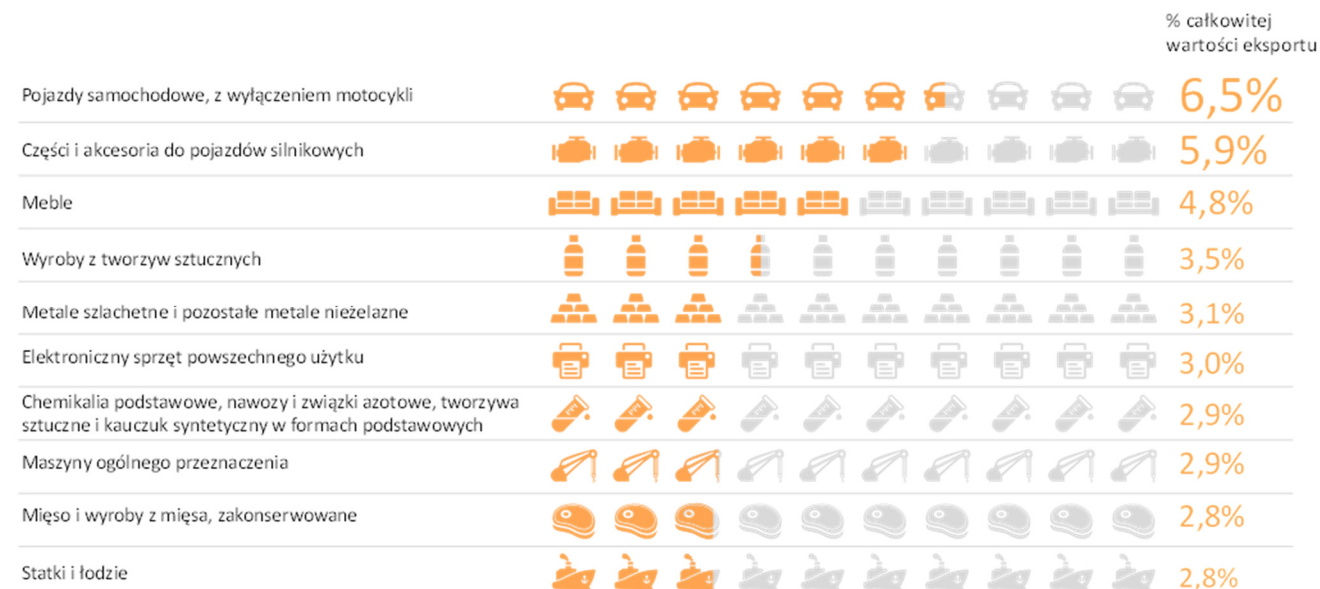 % całkowitej
wartości eksportu
Pojazdy samochodowe, z wyłączeniem motocykli 6,5%
Części i akcesoria do pojazdów silnikowych 5,9%
Meble 4,8%
Wyroby z tworzyw sztucznych 3,5%
Metale szlachetne i pozostałe metale nieżelazne 3,1%
Elektroniczny sprzęt powszechnego użytku 3,0%
Chemikalia podstawowe, nawozy i związki azotowe, tworzywa
sztuczne i kauczuk syntetyczny w formach podstawowych 2,9%
Maszyny ogólnego przeznaczenia 2,9%
Mięso i wyroby z mięsa, zakonserwowane 2,8%
Statki i łodzie 2,8%